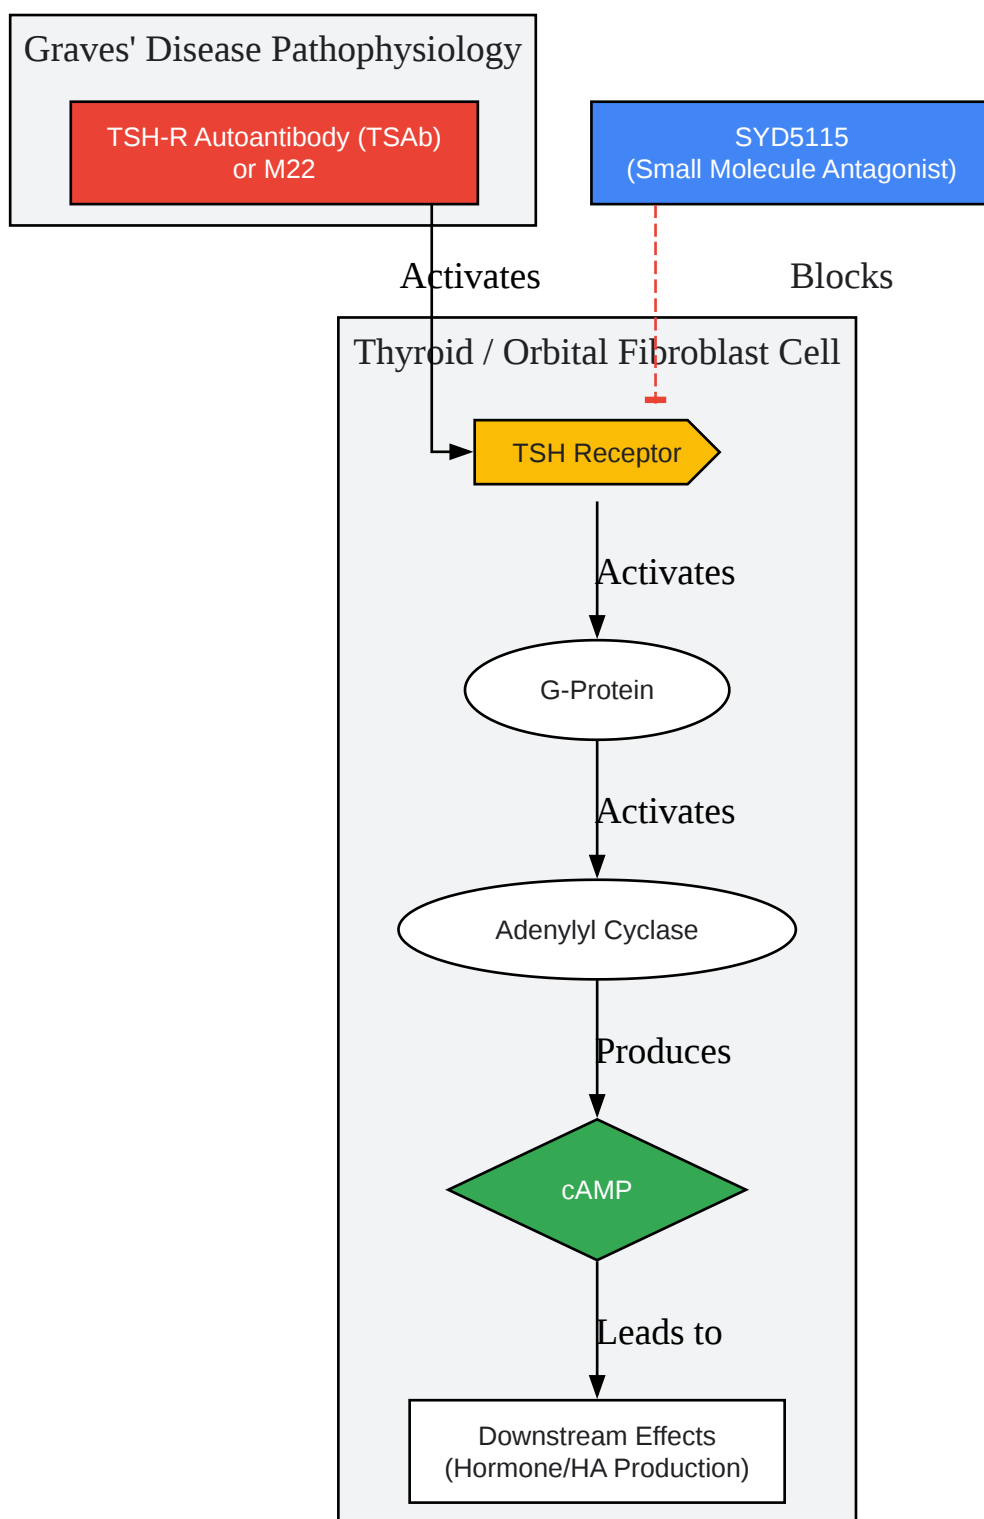 Graves' Disease Pathophysiology
TSH-R Autoantibody (TSAb)
or M22
SYD5115
(Small Molecule Antagonist)
Activates
Blocks
Thyroid / Orbital Fibroblast Cell
TSH Receptor
Activates
G-Protein
Activates
Adenylyl Cyclase
Produces
cAMP
Leads to
Downstream Effects
(Hormone/HA Production)